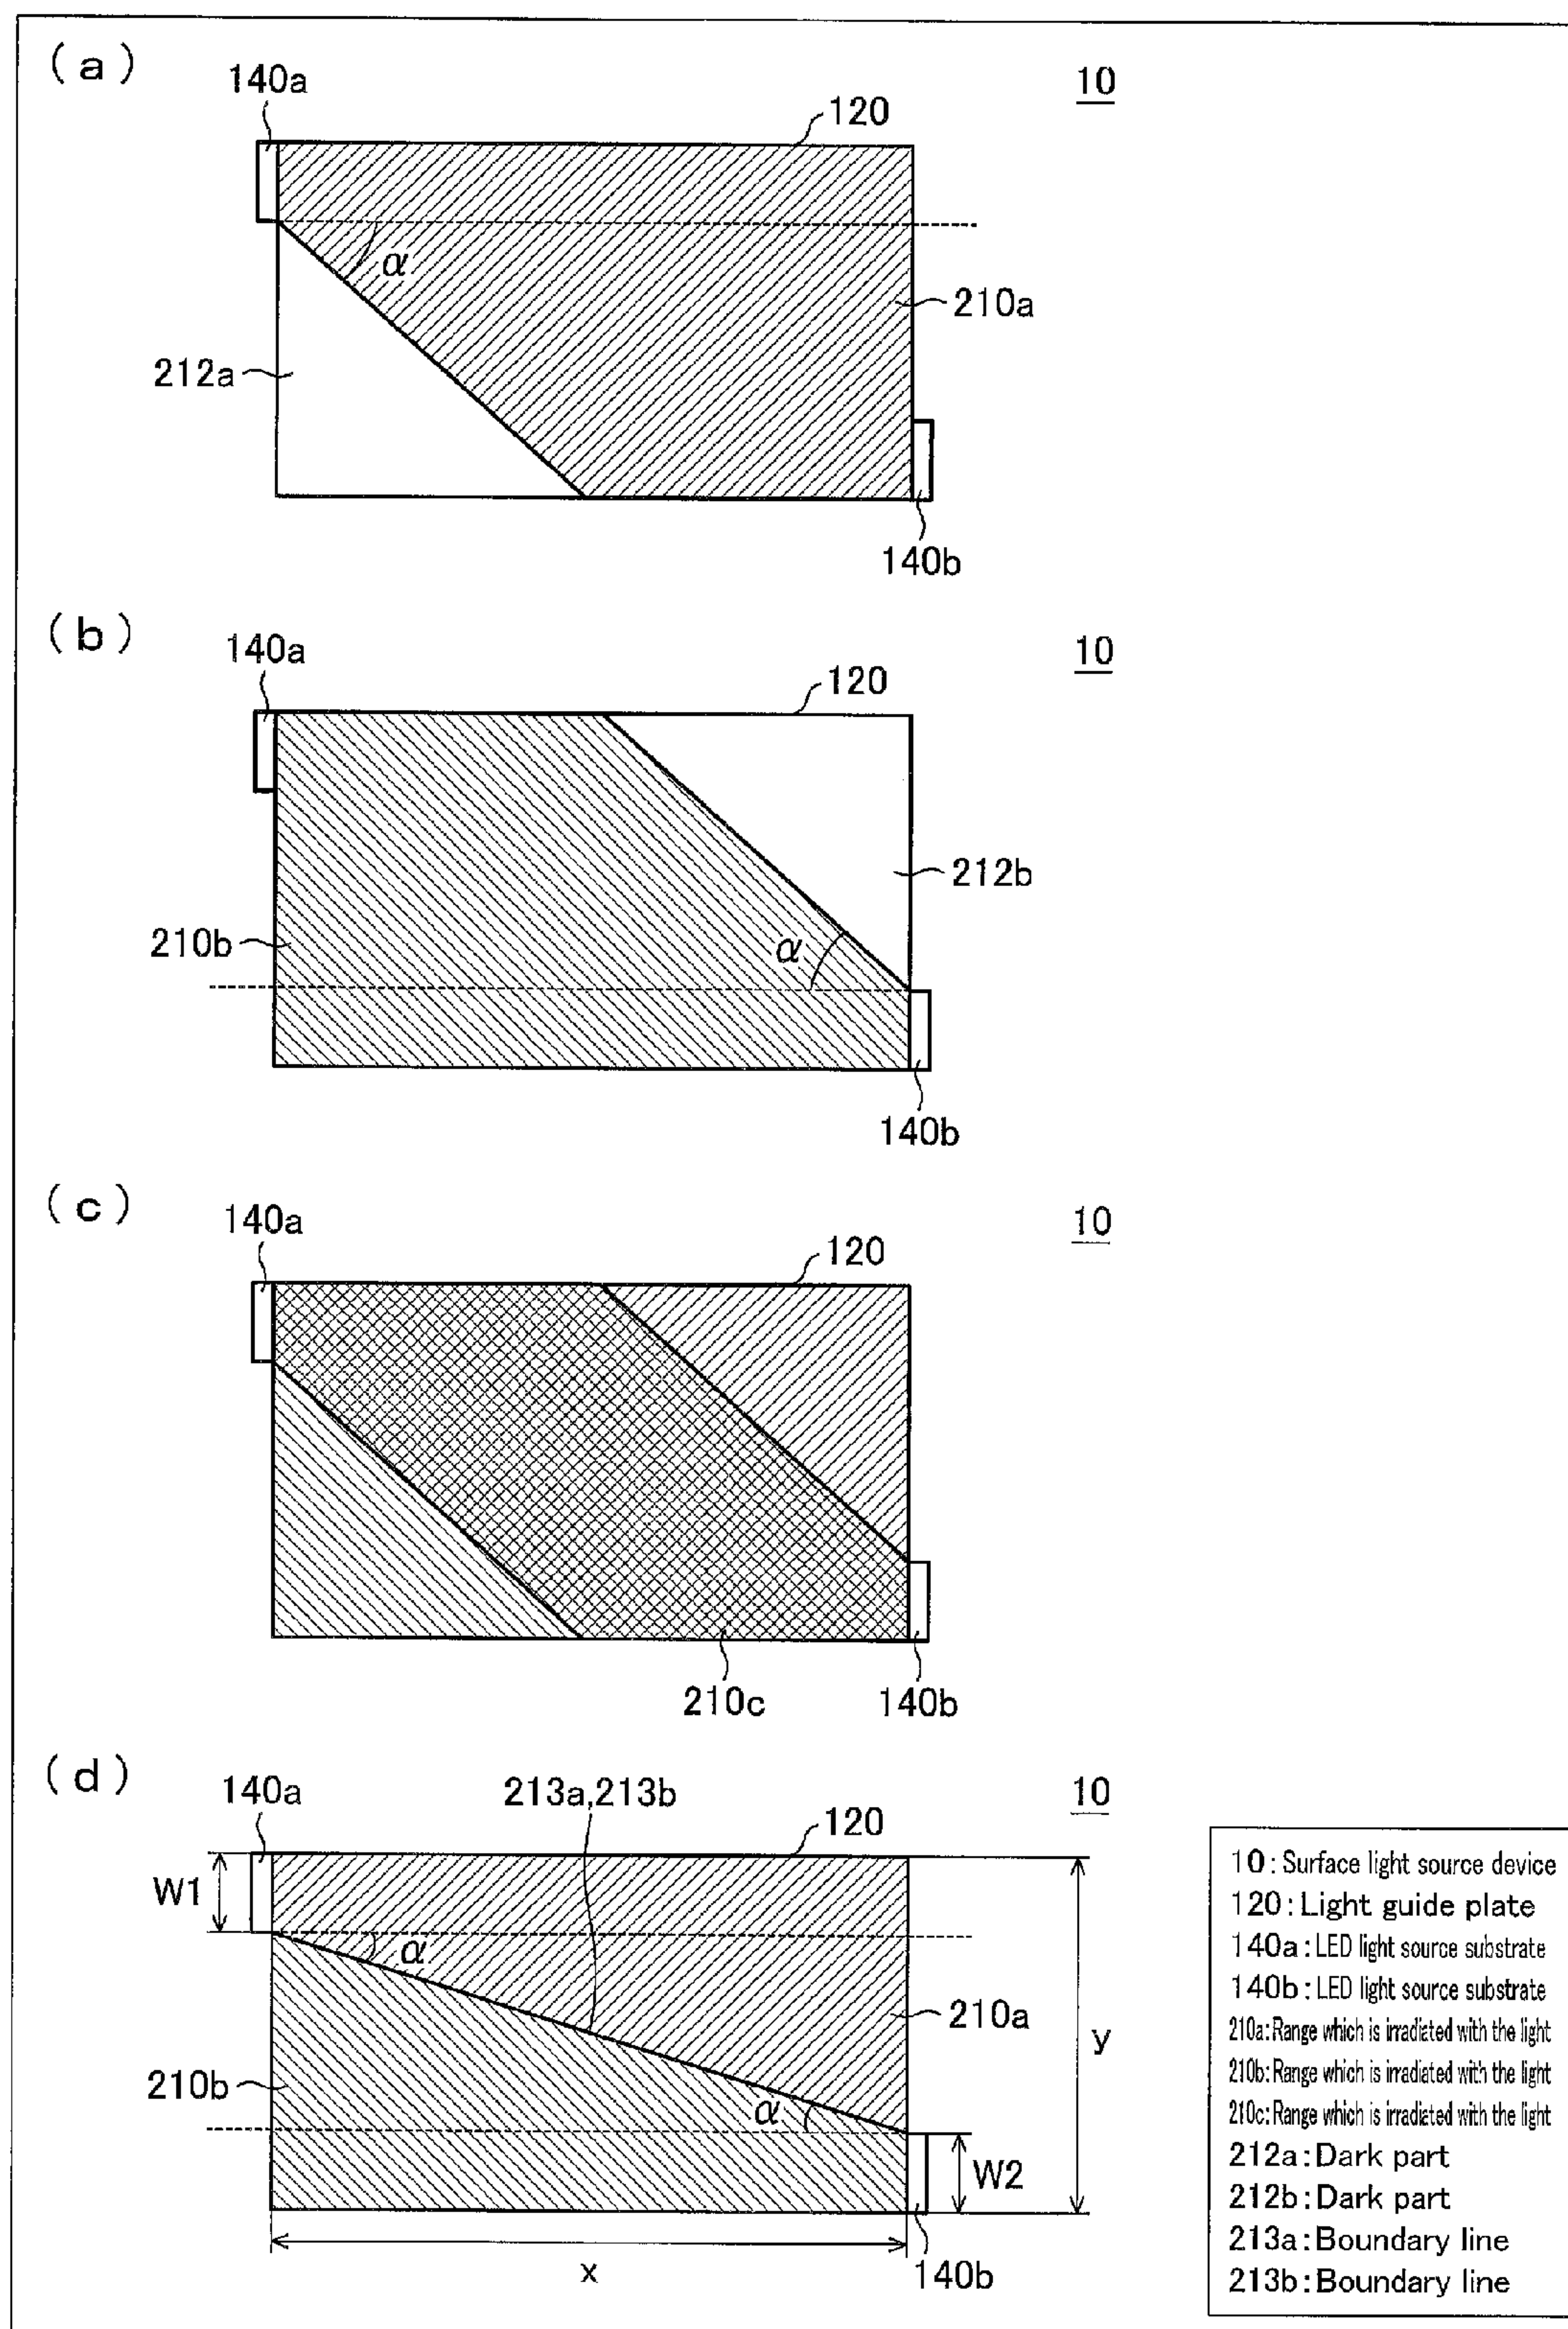 (a)
140a
10
120
α
210a
212a
140b
(b)
140a
10
120
212b
210b
α
140b
(c)
140a
10
120
210c
140b
(d)
140a
213a,213b
10
120
W1
α
210a
y
210b
α
W2
x
140b
10: Surface light source device
120: Light guide plate
140a: LED light source substrate
140b: LED light source substrate
210a: Range which is irradiated with the light
210b: Range which is irradiated with the light
210c: Range which is irradiated with the light
212a: Dark part
212b: Dark part
213a: Boundary line
213b: Boundary line